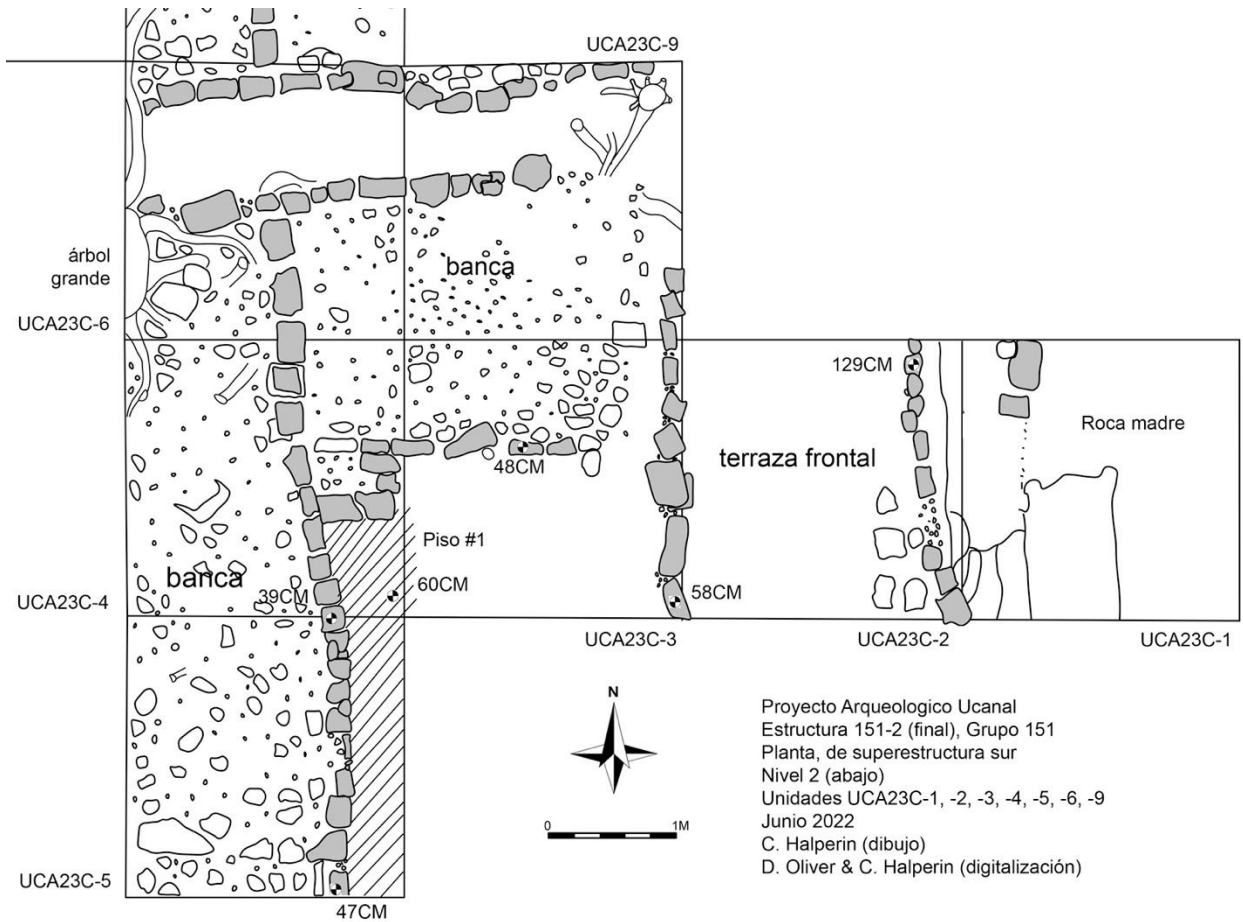 UCA23C-9
árbol
grande
banca
UCA23C-6
129CM
Roca madre
terraza frontal
48CM
Piso #1
banca
39CM
60CM
58CM
UCA23C-4
UCA23C-3
UCA23C-2
UCA23C-1
N
0
1M
Proyecto Arqueologico Ucanal
Estructura 151-2 (final), Grupo 151
Planta, de superestructura sur
Nivel 2 (abajo)
Unidades UCA23C-1, -2, -3, -4, -5, -6, -9
Junio 2022
C. Halperin (dibujo)
D. Oliver & C. Halperin (digitalización)
UCA23C-5
47CM